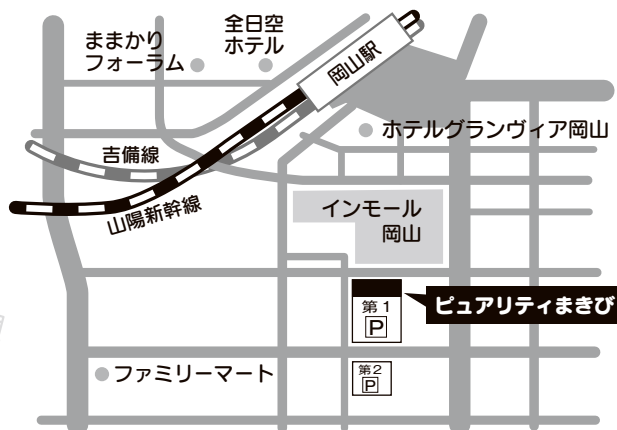 ままかり
フォーラム
全日空
ホテル
岡山駅
ホテルグランヴィア岡山
吉備線
山陽新幹線
インモール
岡山
第1
P
ピュアリティまきび
ファミリーマート
第2
P